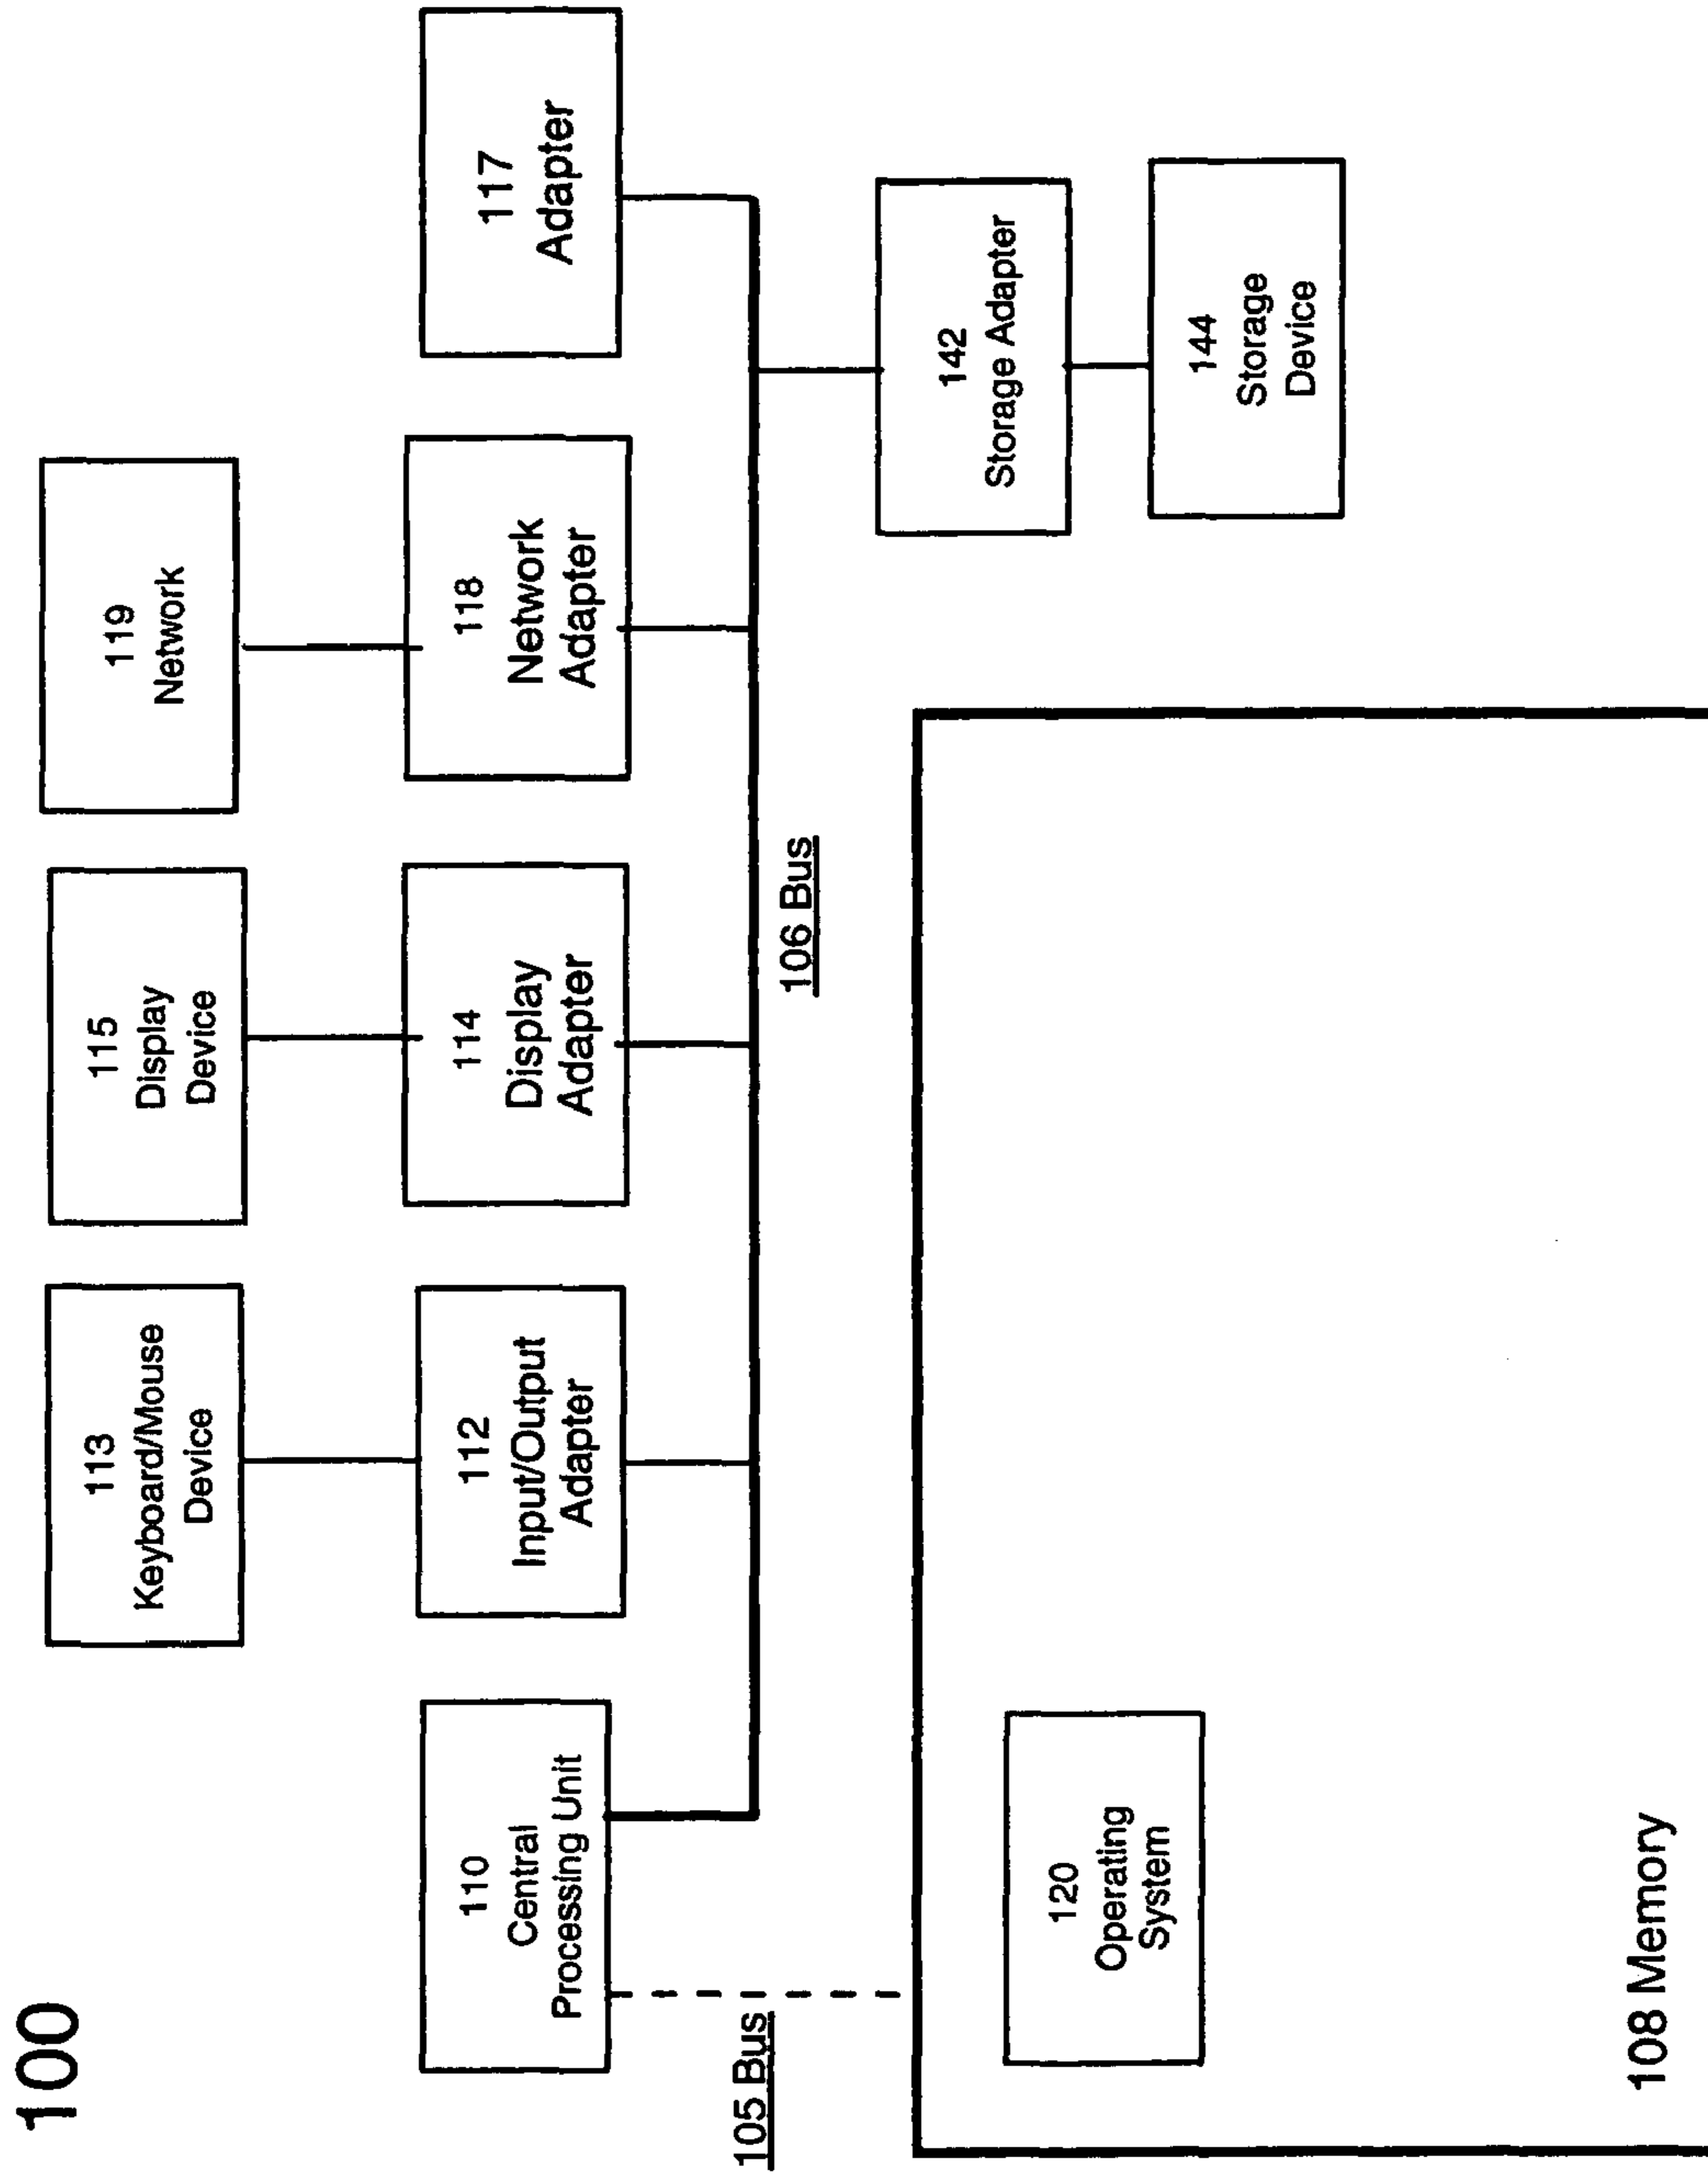 100
113
Keyboard/Mouse
Device
115
Display
Device
119
Network
110
Central
Processing Unit
112
Input/Output
Adapter
114
Display
Adapter
118
Network
Adapter
117
Adapter
105 Bus
106 Bus
142
Storage Adapter
144
Storage
Device
120
Operating
System
108 Memory